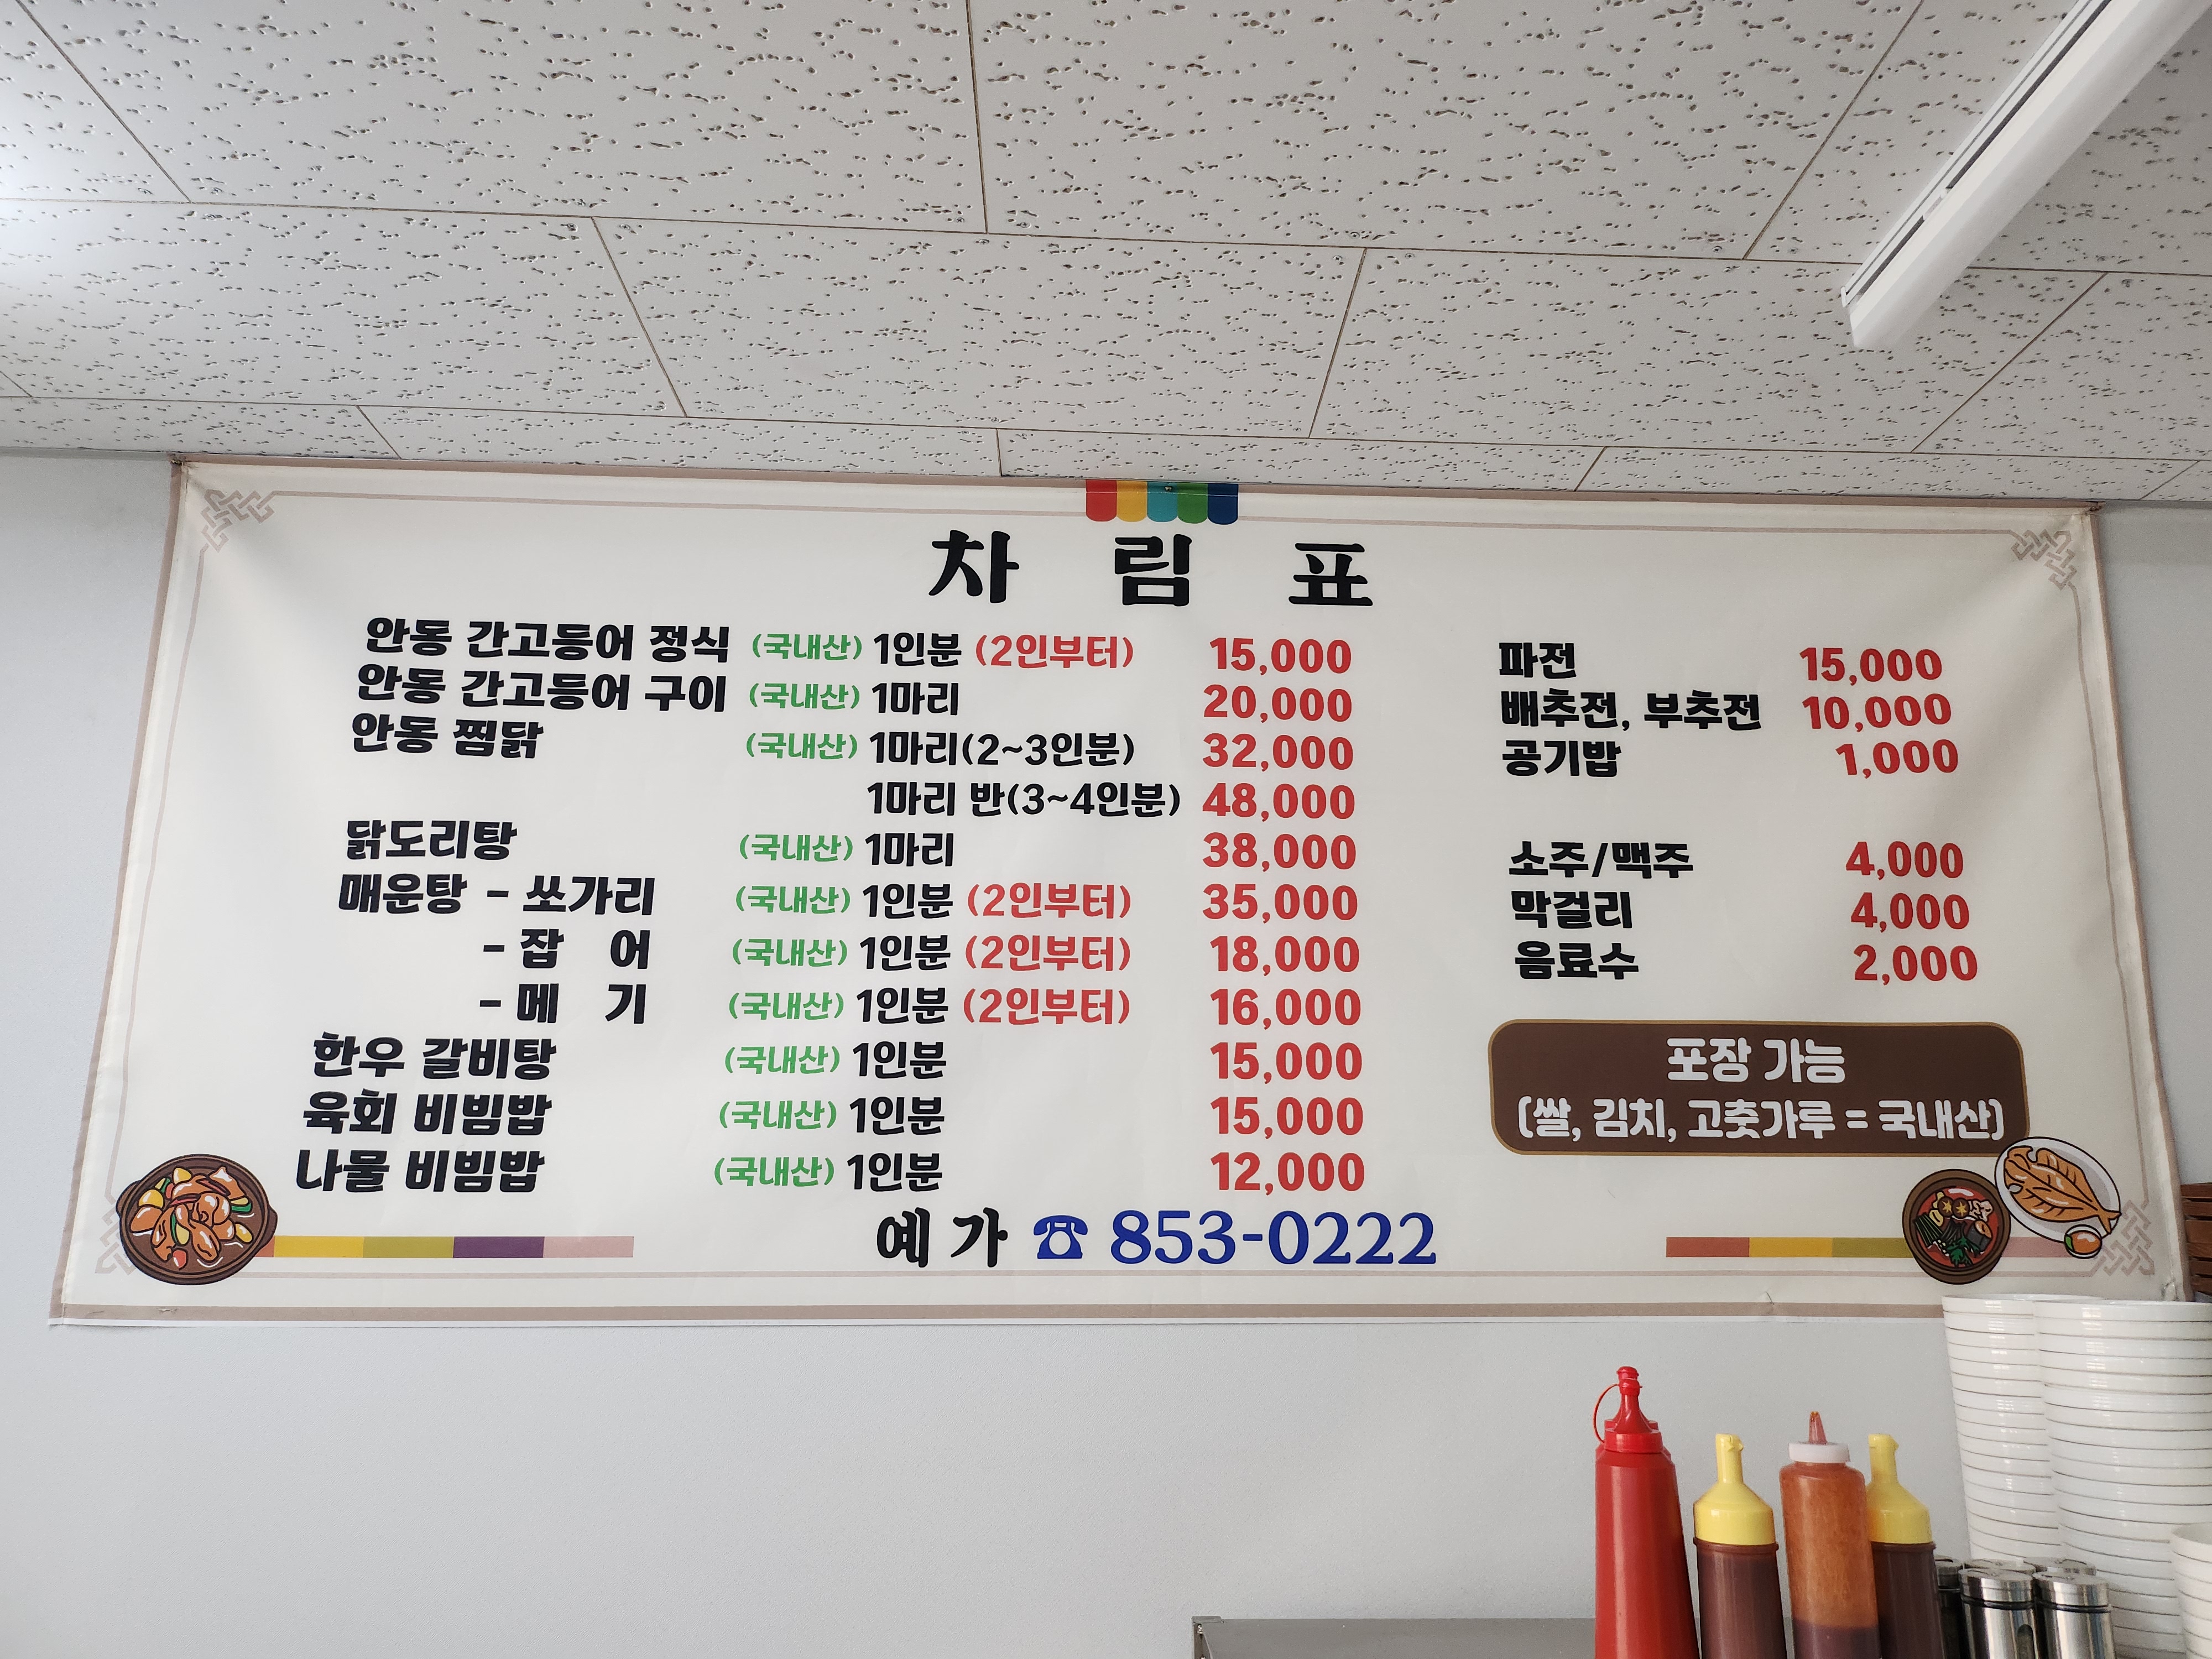 차 림 표
안동 간고등어 정식 (국내산) 1인분 (2인부터) 15,000
안동 간고등어 구이 (국내산) 1마리 20,000
안동 찜닭 (국내산) 1마리(2~3인분) 32,000
1마리 반(3~4인분) 48,000
닭도리탕 (국내산) 1마리 38,000
매운탕 - 쏘가리 (국내산) 1인분 (2인부터) 35,000
- 잡 어 (국내산) 1인분 (2인부터) 18,000
- 메 기 (국내산) 1인분 (2인부터) 16,000
한우 갈비탕 (국내산) 1인분 15,000
육회 비빔밥 (국내산) 1인분 15,000
나물 비빔밥 (국내산) 1인분 12,000
파전 15,000
배추전, 부추전 10,000
공기밥 1,000
소주/맥주 4,000
막걸리 4,000
음료수 2,000
포장 가능
(쌀, 김치, 고춧가루 = 국내산)
예 가 ☎ 853-0222